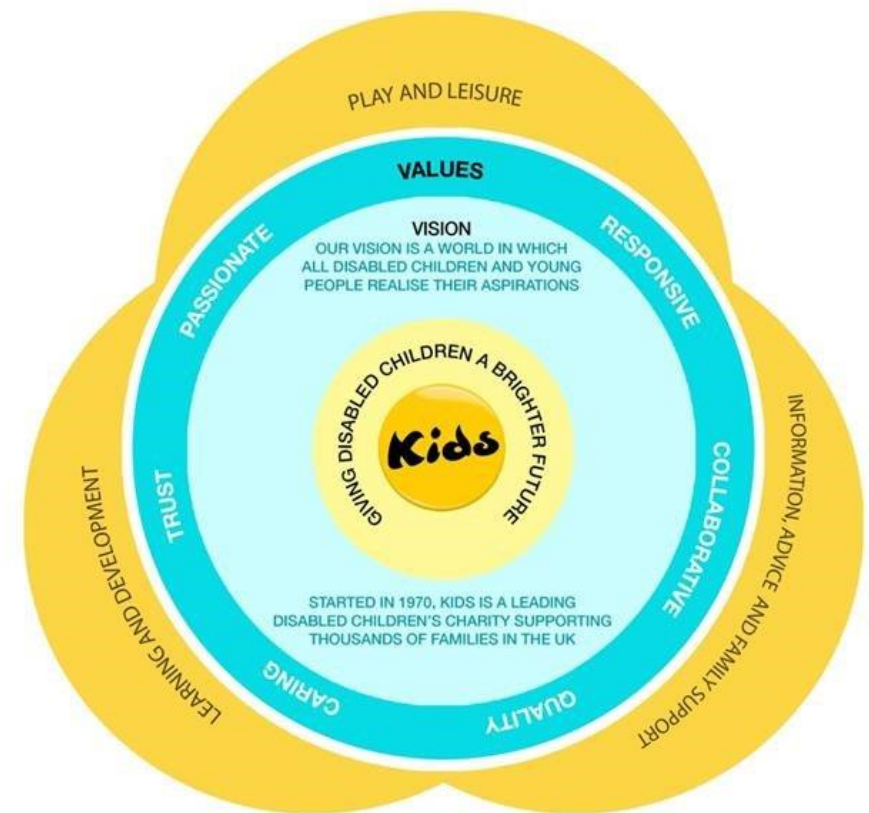 PLAY AND LEISURE
VALUES
PASSIONATE
RESPONSIVE
VISION
OUR VISION IS A WORLD IN WHICH
ALL DISABLED CHILDREN AND YOUNG
PEOPLE REALISE THEIR ASPIRATIONS
GIVING DISABLED CHILDREN A BRIGHTER FUTURE
Kids
TRUST
COLLABORATIVE
LEARNING AND DEVELOPMENT
INFORMATION, ADVICE AND FAMILY SUPPORT
STARTED IN 1970, KIDS IS A LEADING
DISABLED CHILDREN'S CHARITY SUPPORTING
THOUSANDS OF FAMILIES IN THE UK
CARING
QUALITY